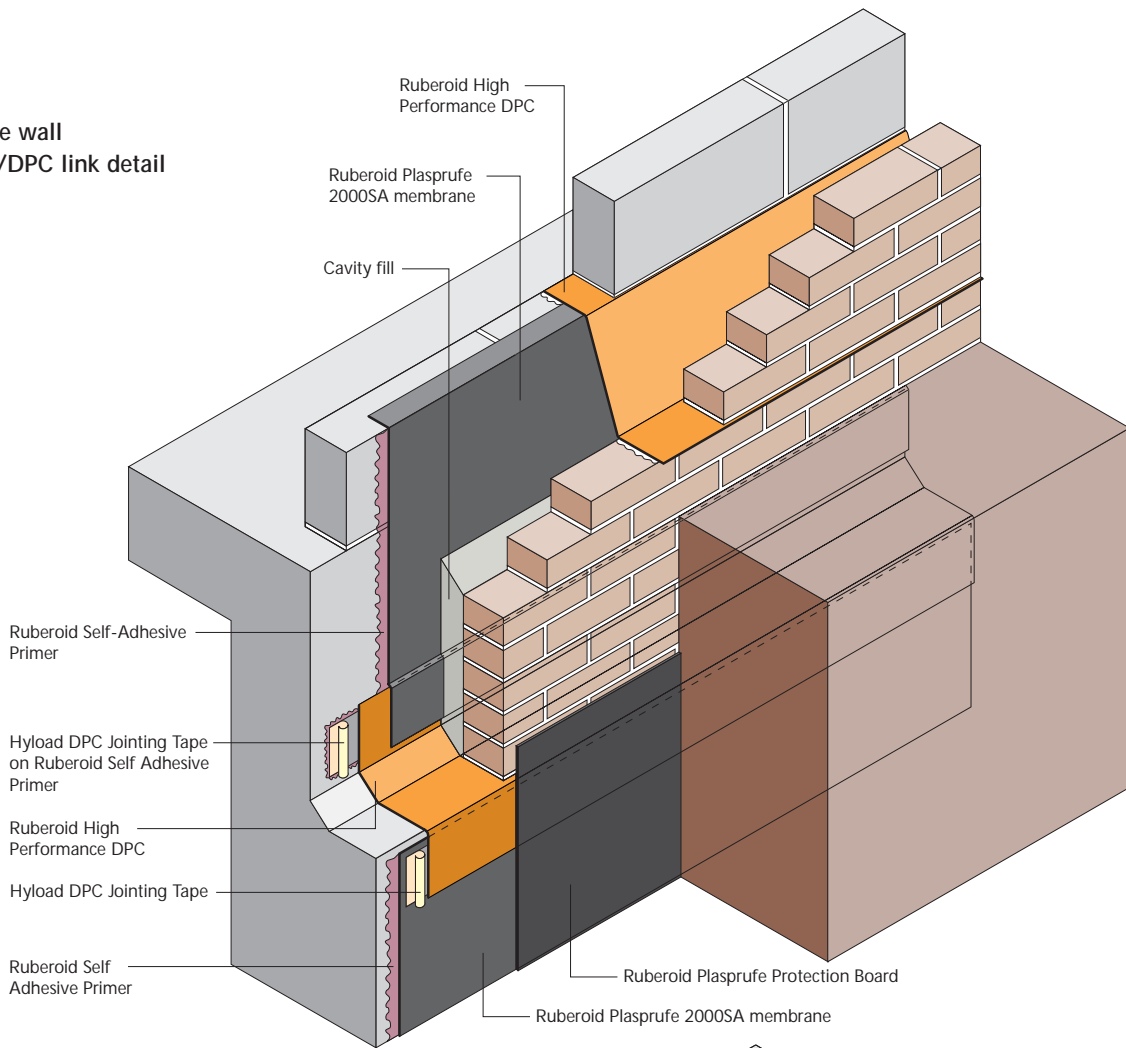 e wall
/DPC link detail
Ruberoid High
Performance DPC
Ruberoid Plasprufe
2000SA membrane
Cavity fill
Ruberoid Self-Adhesive
Primer
Hyload DPC Jointing Tape
on Ruberoid Self Adhesive
Primer
Ruberoid High
Performance DPC
Hyload DPC Jointing Tape
Ruberoid Self
Adhesive Primer
Ruberoid Plasprufe Protection Board
Ruberoid Plasprufe 2000SA membrane